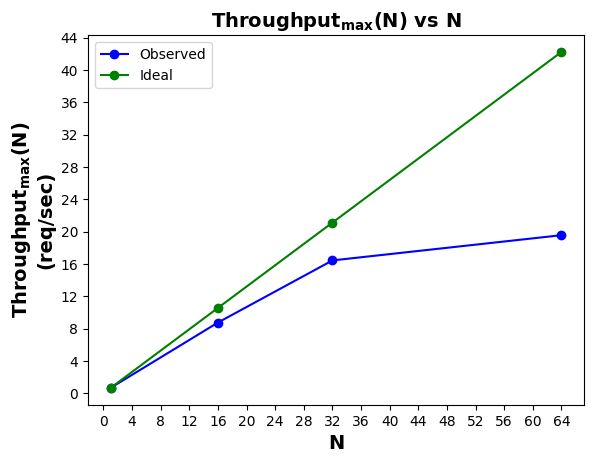 Throughput_max(N) vs N
Observed
Ideal
Throughput_max(N)
(req/sec)
44
40
36
32
28
24
20
16
12
8
4
0
0 4 8 12 16 20 24 28 32 36 40 44 48 52 56 60 64
N